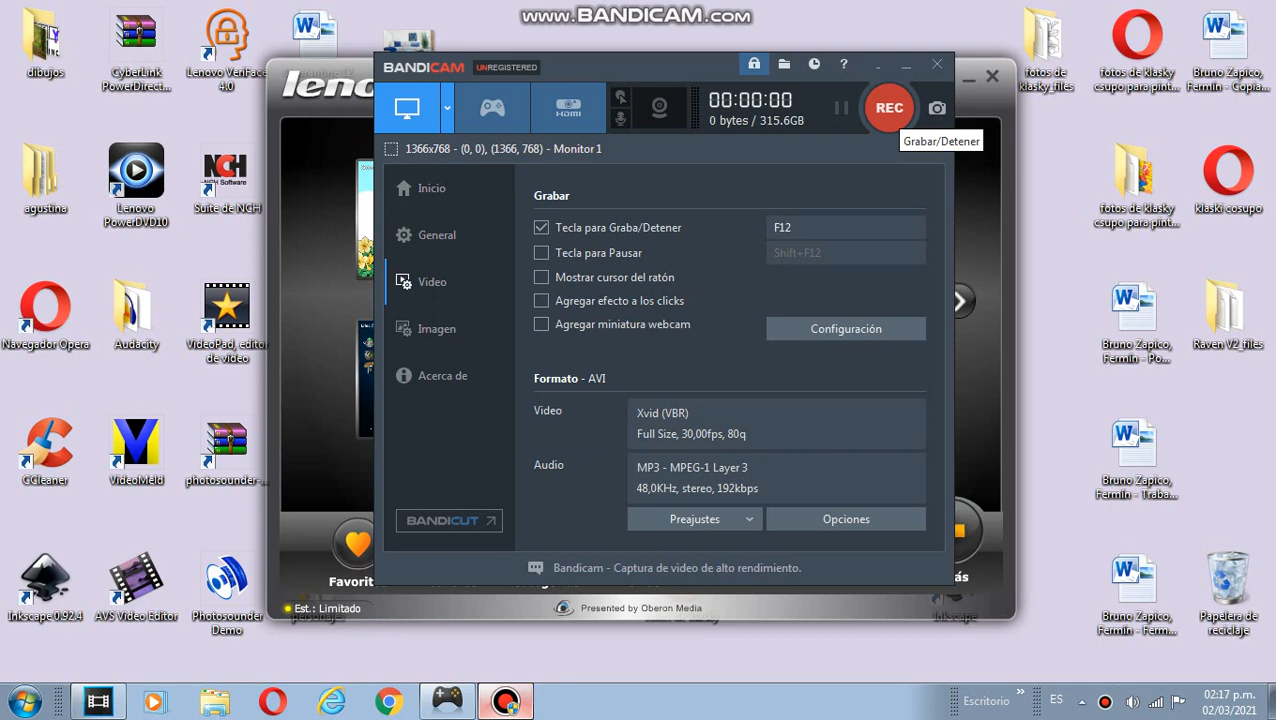 www.BANDICAM.com
dibujos
CyberLink
PowerDirect...
Lenovo VeriFace
4.0
agustina
Lenovo
PowerDVD10
NCH Software
Suite de NCH
Navegador Opera
Audacity
VideoPad, editor
de video
CCleaner
VideoMeld
photosounder-...
Inkscape 0.92.4
AVS Video Editor
Photosounder
Demo
BANDICAM UNREGISTERED
HDMI
00:00:00
0 bytes / 315.6GB
REC
Grabar/Detener
1366x768 - (0, 0), (1366, 768) - Monitor 1
Inicio
General
Video
Imagen
Acerca de
BANDICUT
Grabar
Tecla para Graba/Detener
F12
Tecla para Pausar
Shift+F12
Mostrar cursor del ratón
Agregar efecto a los clicks
Agregar miniatura webcam
Configuración
Formato - AVI
Video
Xvid (VBR)
Full Size, 30,00fps, 80q
Audio
MP3 - MPEG-1 Layer 3
48,0KHz, stereo, 192kbps
Preajustes
Opciones
Bandicam - Captura de video de alto rendimiento.
Est.: Limitado
Presented by Oberon Media
fotos de
klasky_files
fotos de klasky
csupo para pint...
Bruno Zapico,
Fermín - Copia...
fotos de klasky
csupo para pint...
klaski cosupo
Bruno Zapico,
Fermín - Po...
Raven V2_files
Bruno Zapico,
Fermín - Traba...
Bruno Zapico,
Fermín - Ferm...
Papelera de
reciclaje
Escritorio
ES
02:17 p.m.
02/03/2021